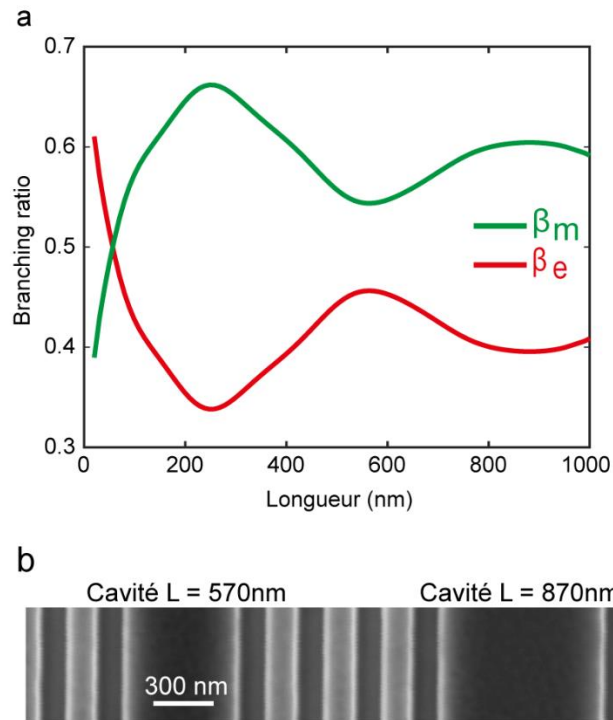 a
0.7
0.6
0.5
0.4
0.3
Branching ratio
βm
βe
0 200 400 600 800 1000
Longueur (nm)
b
Cavité L = 570nm Cavité L = 870nm
300 nm